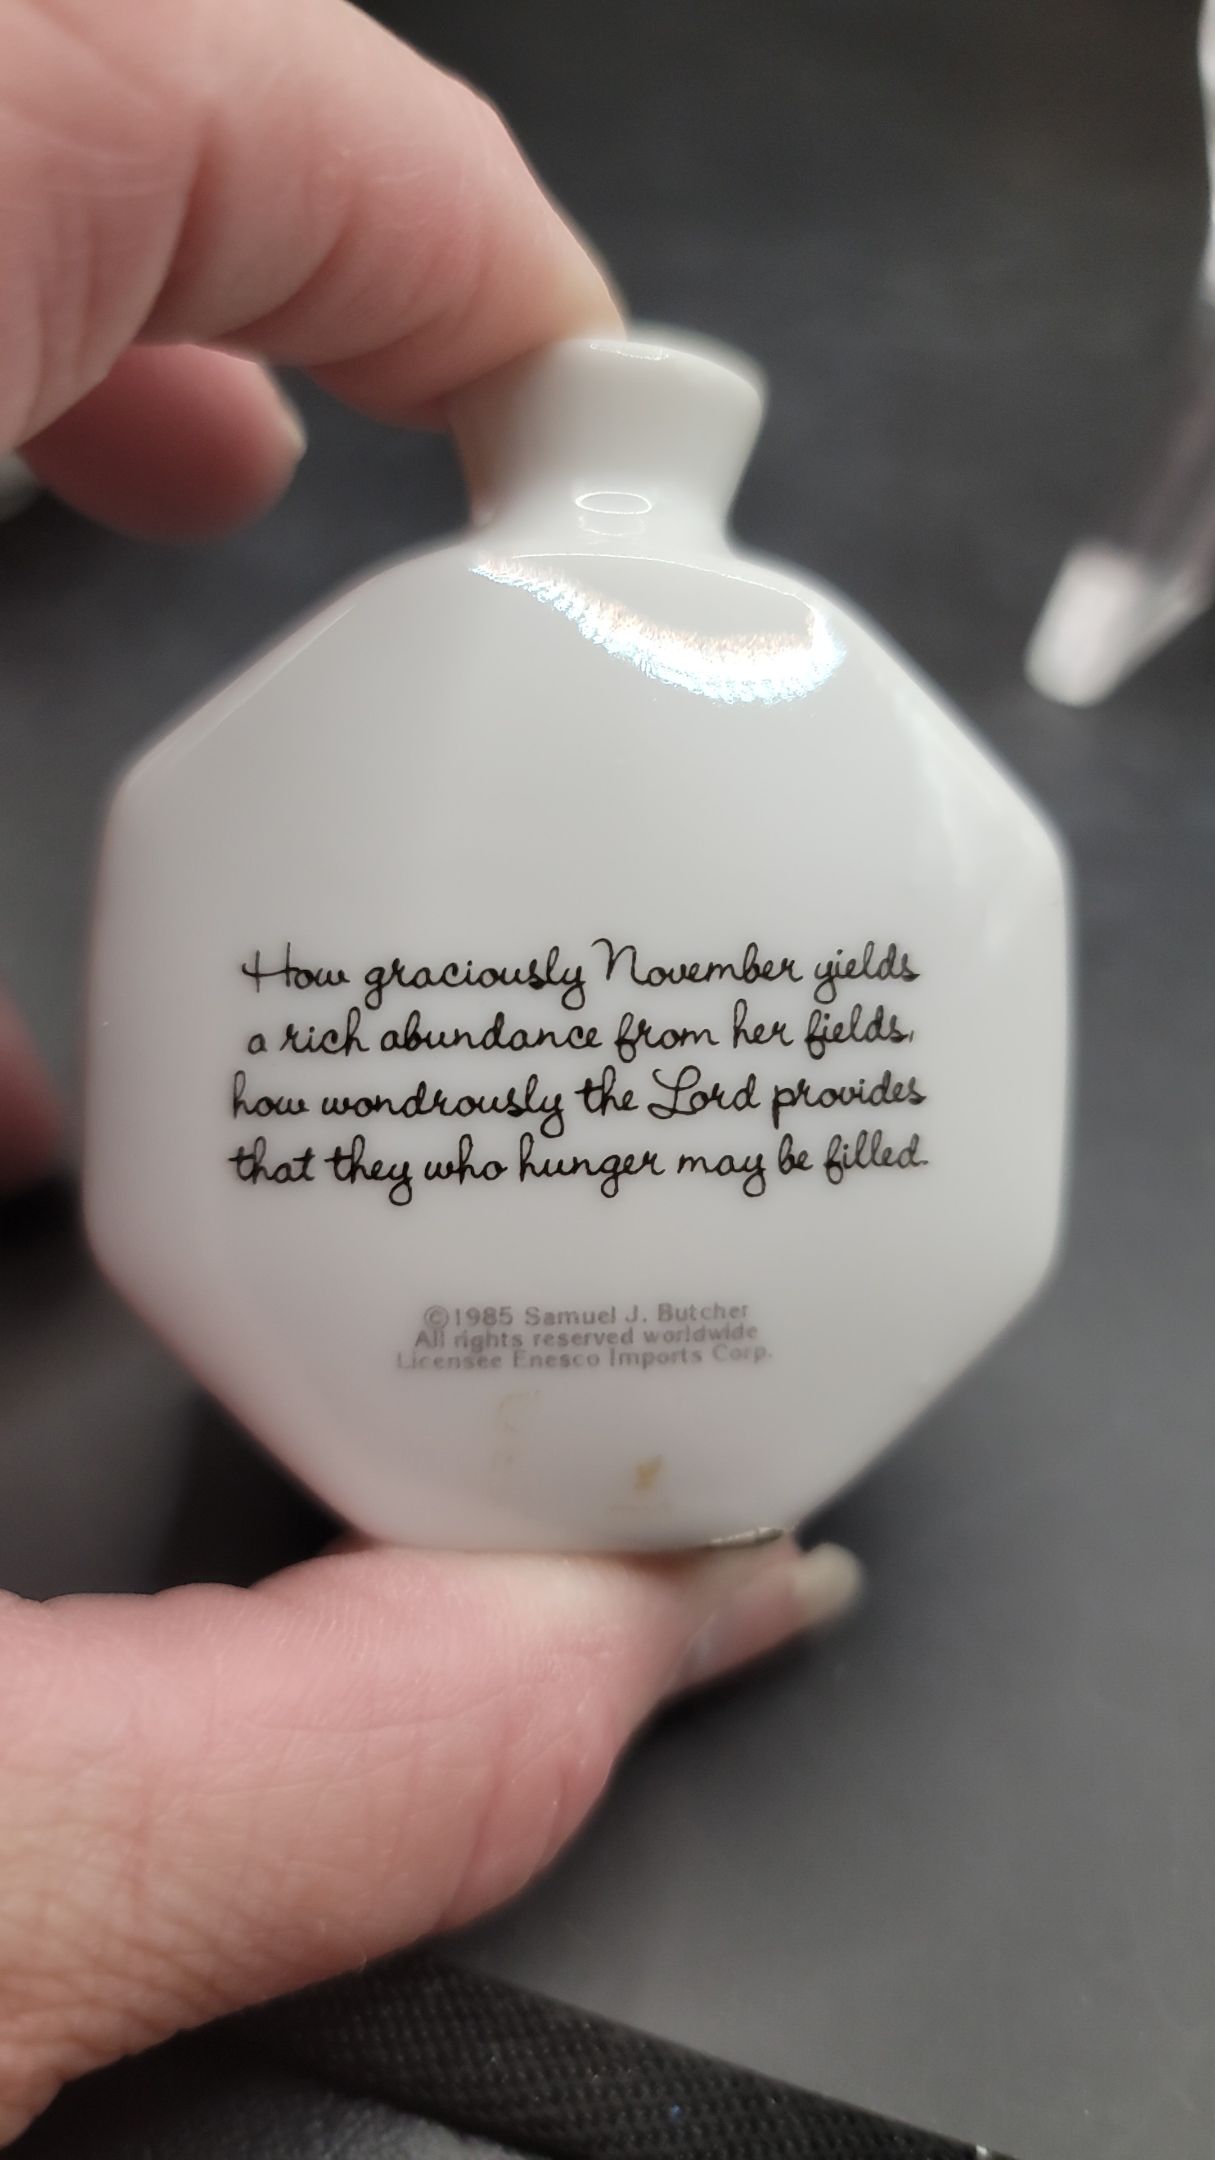 How graciously November yields
a rich abundance from her fields,
how wondrously the Lord provides
that they who hunger may be filled.
©1985 Samuel J. Butcher
All rights reserved worldwide
Licensee Enesco Imports Corp.